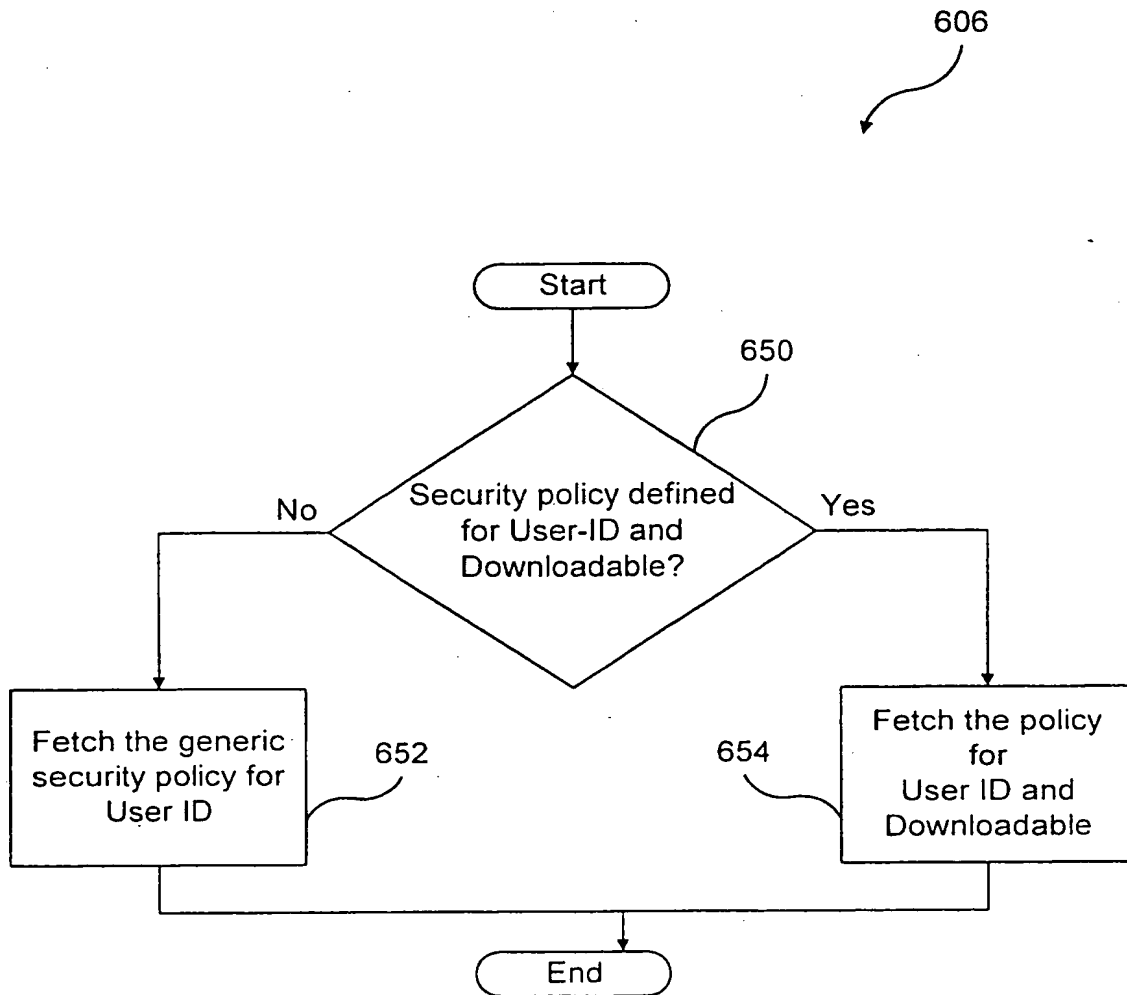 606
Start
650
No
Security policy defined
for User-ID and
Downloadable?
Yes
Fetch the generic
security policy for
User ID
652
654
Fetch the policy
for
User ID and
Downloadable
End